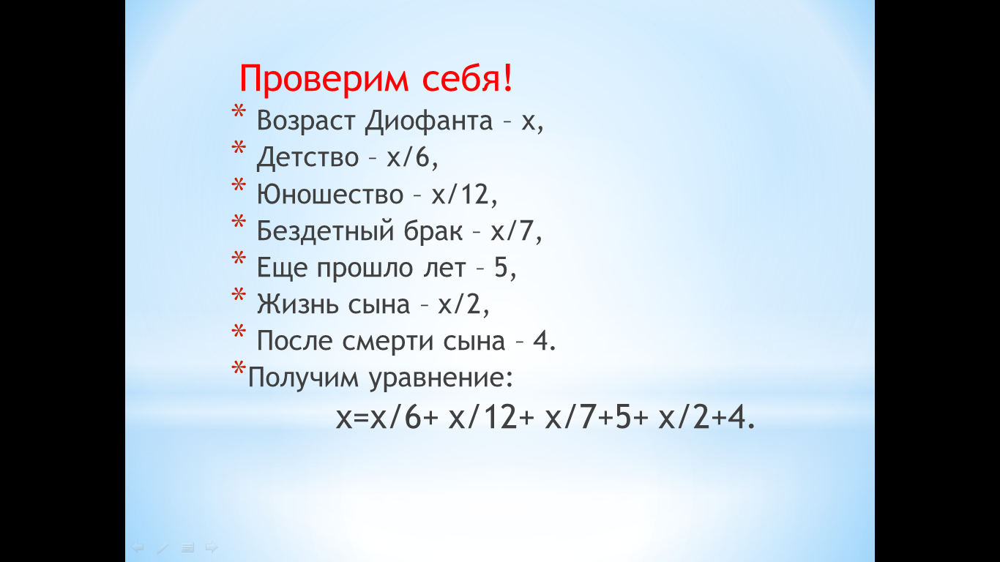 Проверим себя!
* Возраст Диофанта – x,
* Детство – x/6,
* Юношество – x/12,
* Бездетный брак – x/7,
* Еще прошло лет – 5,
* Жизнь сына – x/2,
* После смерти сына – 4.
*Получим уравнение:
x=x/6+ x/12+ x/7+5+ x/2+4.